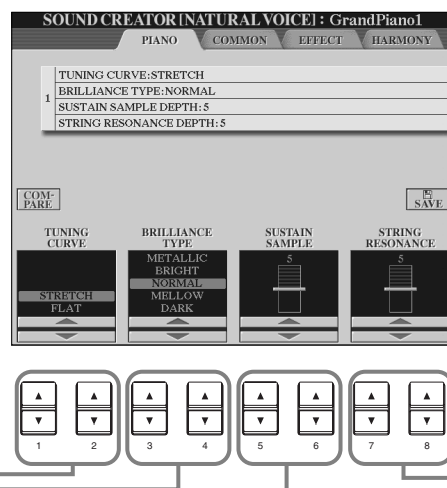 SOUND CREATOR [NATURAL VOICE] : GrandPiano1
PIANO COMMON EFFECT HARMONY
1
TUNING CURVE:STRETCH
BRILLIANCE TYPE:NORMAL
SUSTAIN SAMPLE DEPTH:5
STRING RESONANCE DEPTH:5
COM-
PARE
SAVE
TUNING
CURVE
STRETCH
FLAT
BRILLIANCE
TYPE
METALLIC
BRIGHT
NORMAL
MELLOW
DARK
SUSTAIN
SAMPLE
5
STRING
RESONANCE
5
1 2 3 4 5 6 7 8